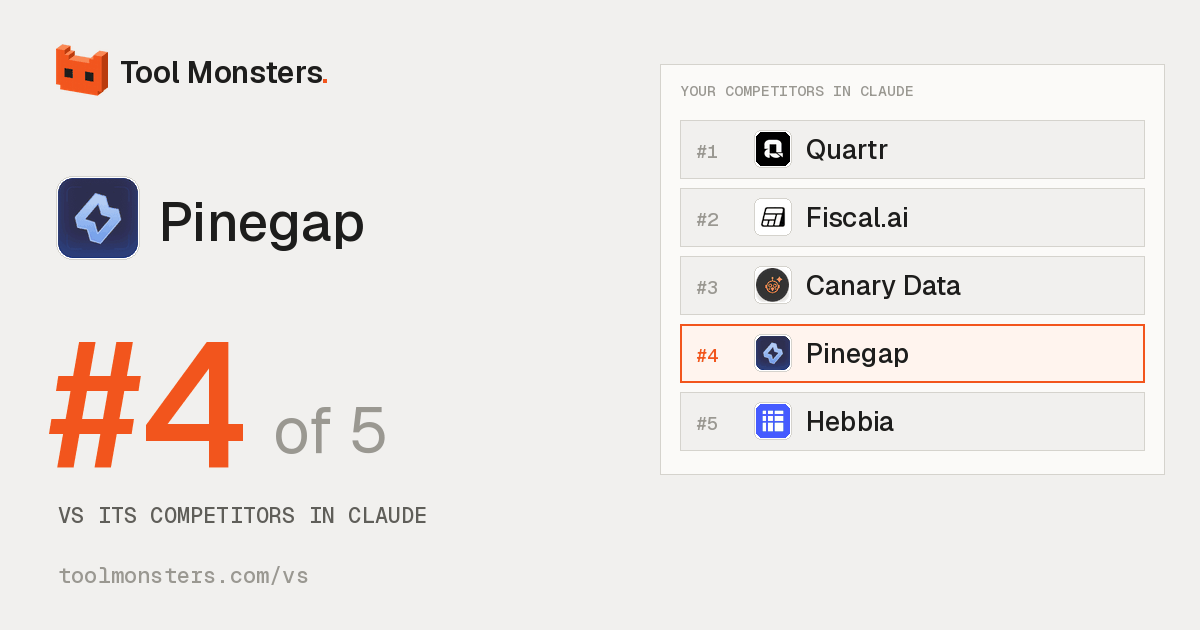 Tool Monsters.
Pinegap
#4 of 5
VS ITS COMPETITORS IN CLAUDE
toolmonsters.com/vs
YOUR COMPETITORS IN CLAUDE
#1 Quartr
#2 Fiscal.ai
#3 Canary Data
#4 Pinegap
#5 Hebbia